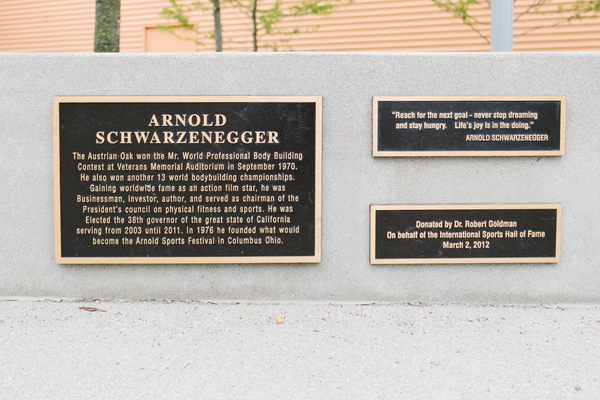 ARNOLD
SCHWARZENEGGER
The Austrian Oak won the Mr. World Professional Body Building
Contest at Veterans Memorial Auditorium in September 1970.
He also won another 13 world bodybuilding championships.
Gaining worldwide fame as an action film star, he was
Businessman, investor, author, and served as chairman of the
President's council on physical fitness and sports. He was
Elected the 38th governor of the great state of California
serving from 2003 until 2011. In 1976 he founded what would
become the Arnold Sports Festival in Columbus Ohio.
"Reach for the next goal - never stop dreaming
and stay hungry. Life's joy is in the doing."
ARNOLD SCHWARZENEGGER
Donated by Dr. Robert Goldman
On behalf of the International Sports Hall of Fame
March 2, 2012